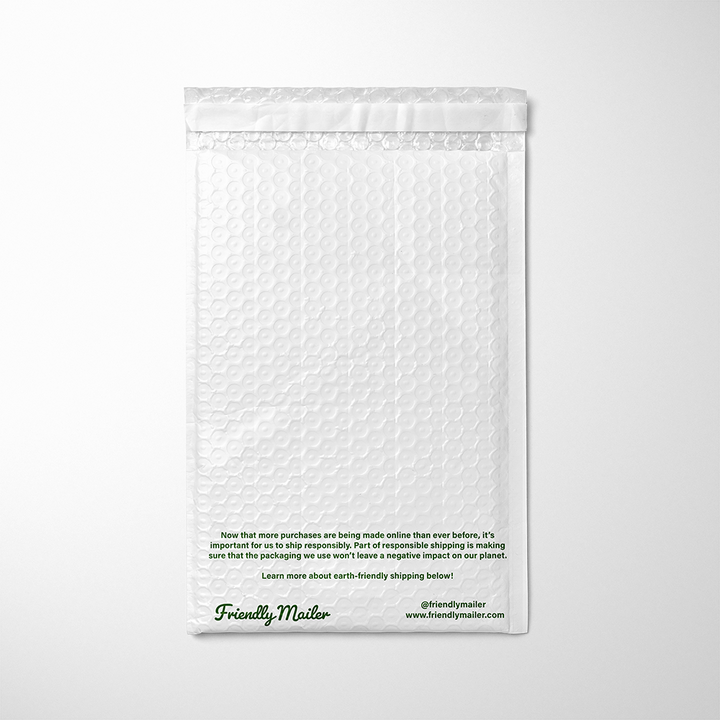 Now that more purchases are being made online than ever before, it's
important for us to ship responsibly. Part of responsible shipping is making
sure that the packaging we use won't leave a negative impact on our planet.
Learn more about earth-friendly shipping below!
Friendly Mailer
@friendlymailer
www.friendlymailer.com